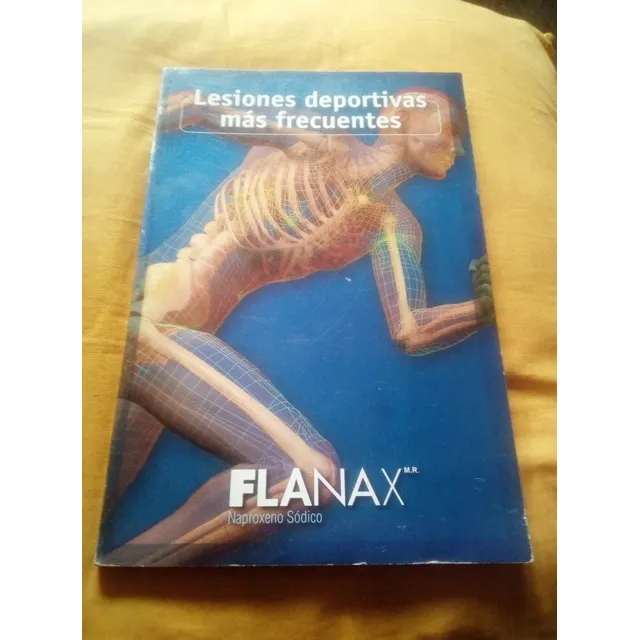 Lesiones deportivas
más frecuentes
FLANAX M.R.
Naproxeno Sódico